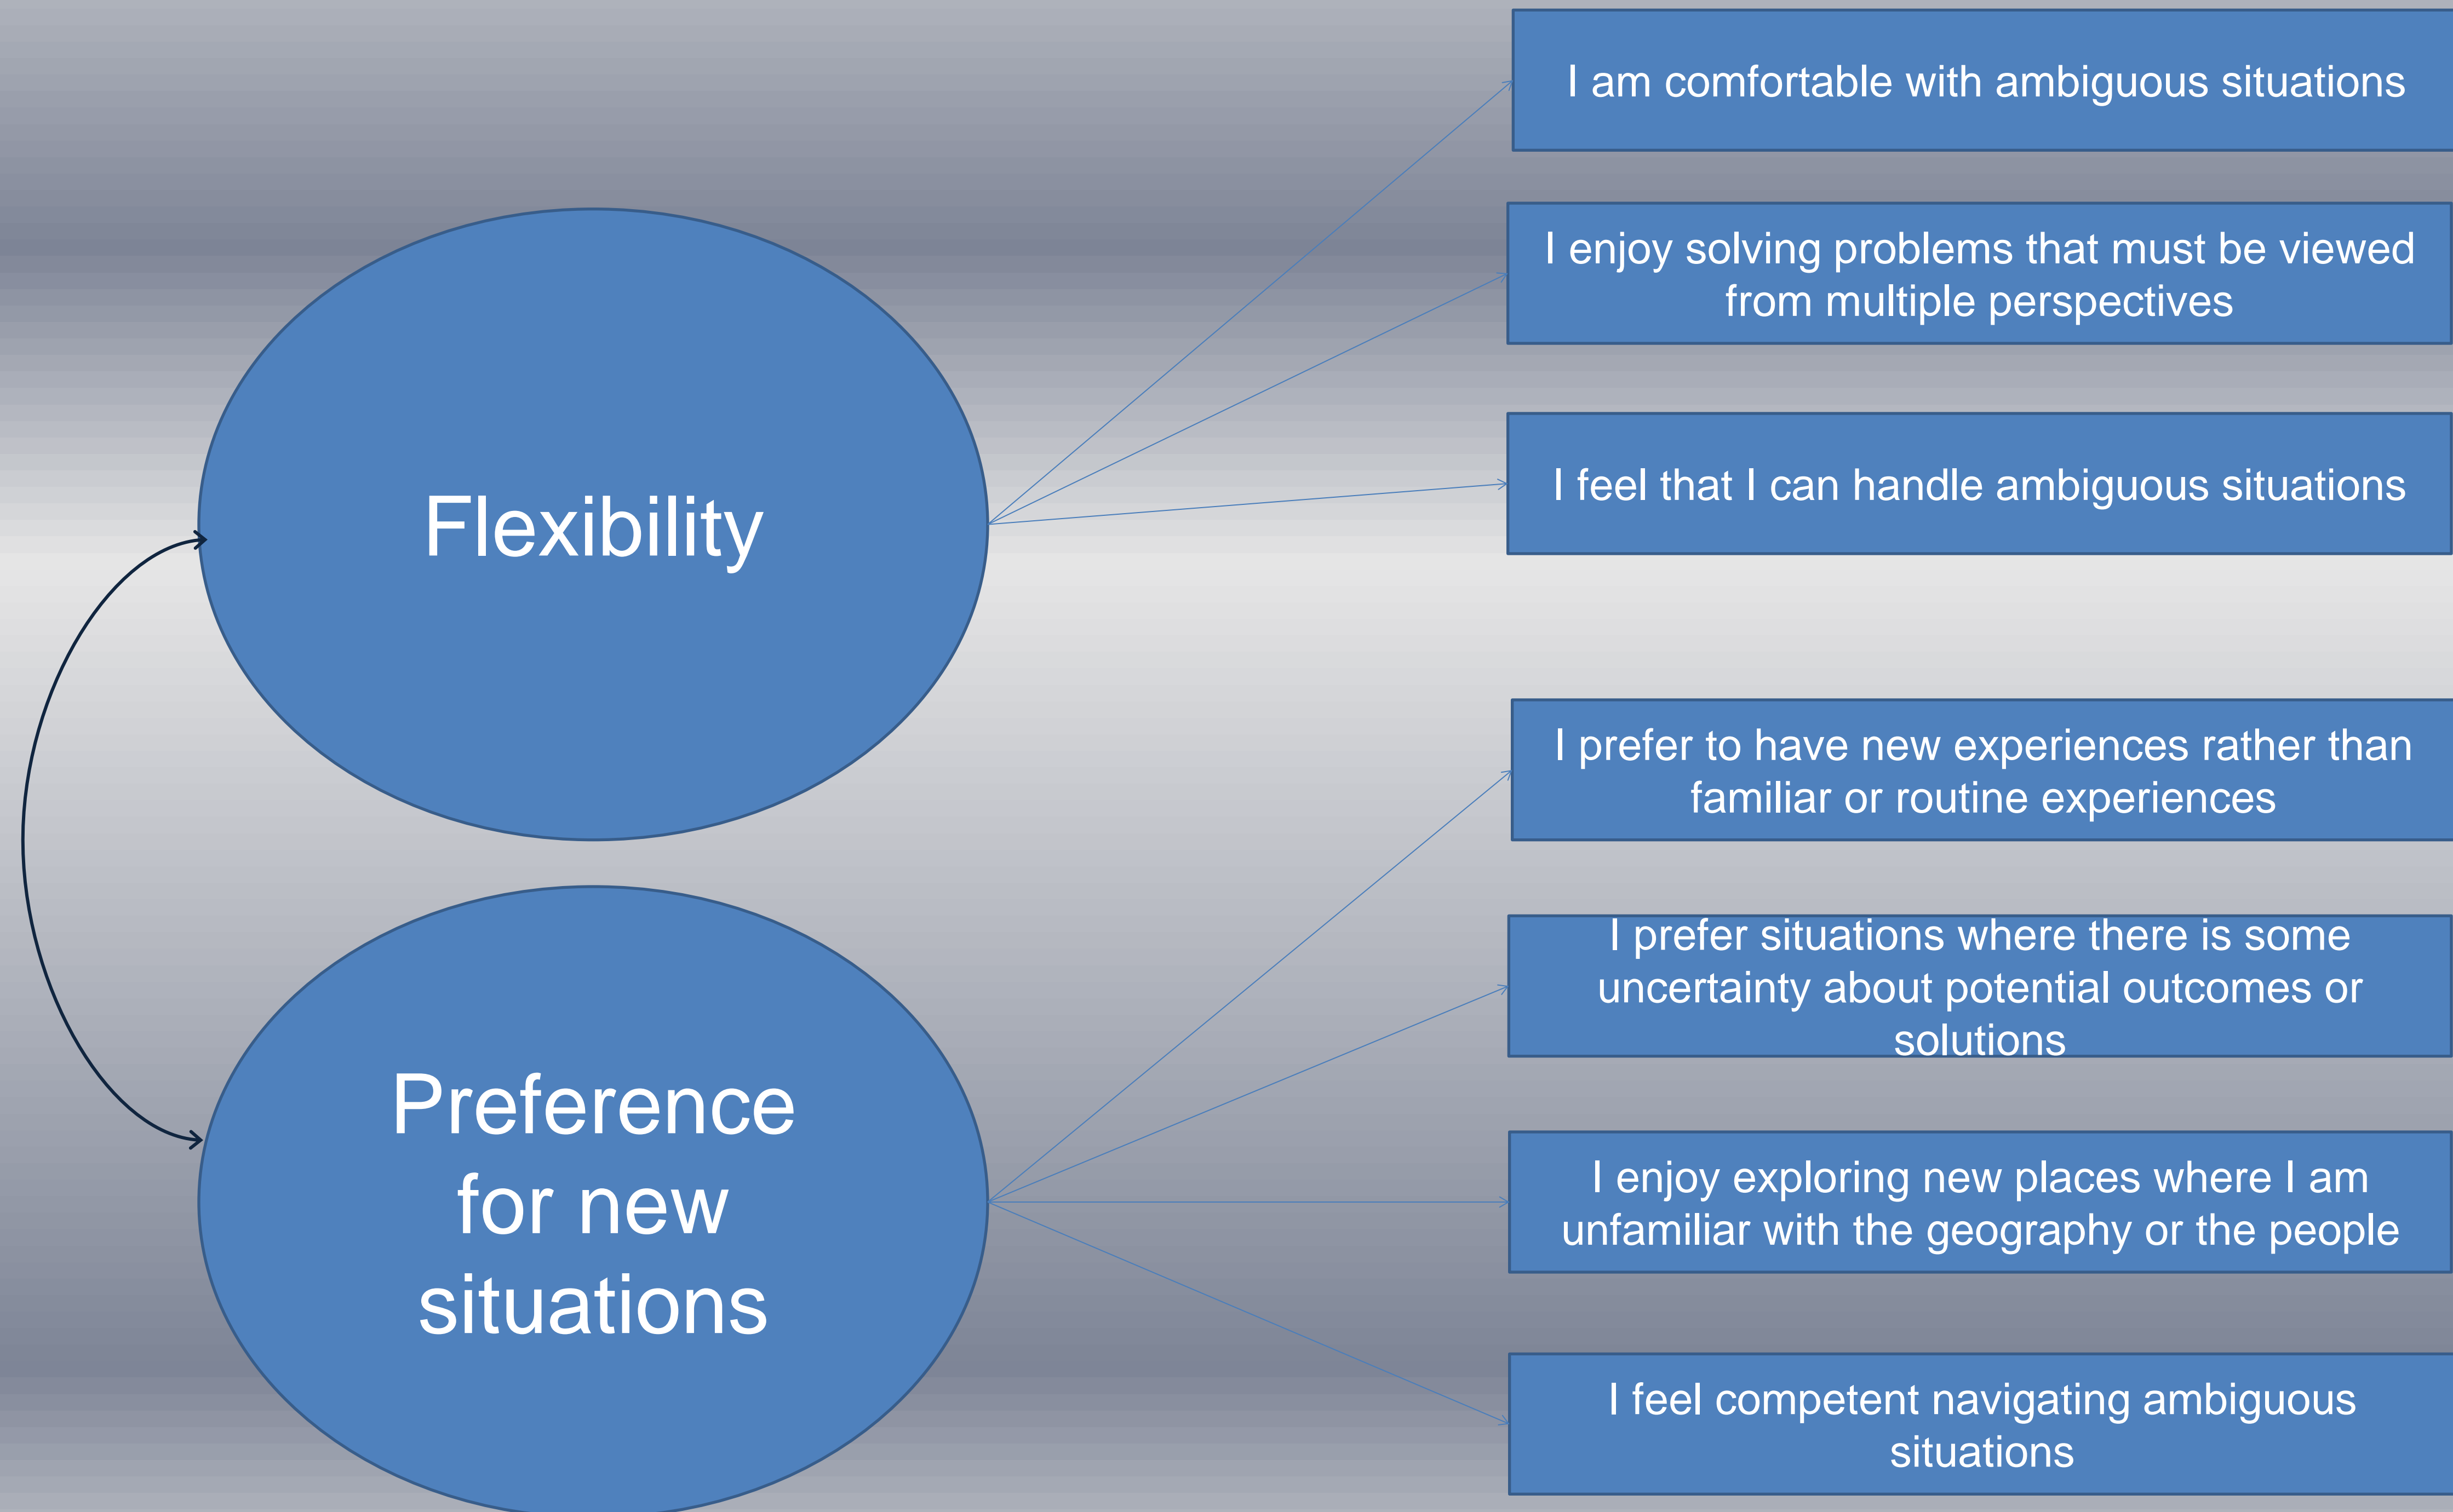 I am comfortable with ambiguous situations
I enjoy solving problems that must be viewed
from multiple perspectives
I feel that I can handle ambiguous situations
Flexibility
I prefer to have new experiences rather than
familiar or routine experiences
I prefer situations where there is some
uncertainty about potential outcomes or
solutions
I enjoy exploring new places where I am
unfamiliar with the geography or the people
I feel competent navigating ambiguous
situations
Preference
for new
situations